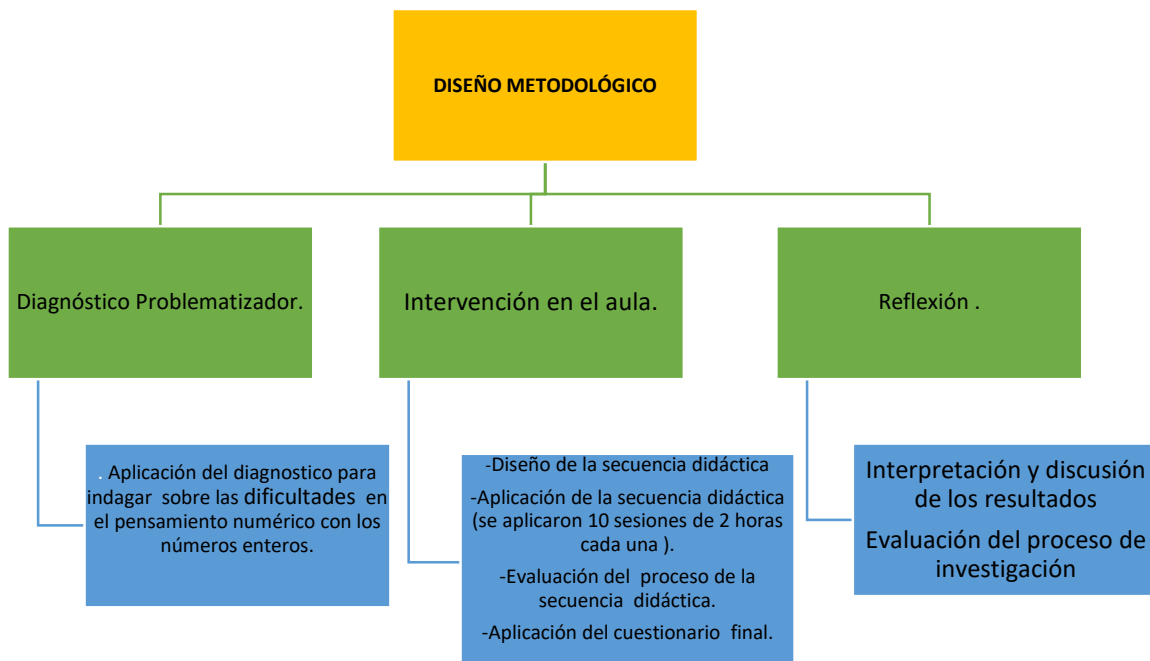 DISEÑO METODOLÓGICO
Diagnóstico Problematizador.
Intervención en el aula.
Reflexión .
. Aplicación del diagnostico para
indagar sobre las dificultades en
el pensamiento numérico con los
números enteros.
-Diseño de la secuencia didáctica
-Aplicación de la secuencia didáctica
(se aplicaron 10 sesiones de 2 horas
cada una ).
-Evaluación del proceso de la
secuencia didáctica.
-Aplicación del cuestionario final.
Interpretación y discusión
de los resultados
Evaluación del proceso de
investigación